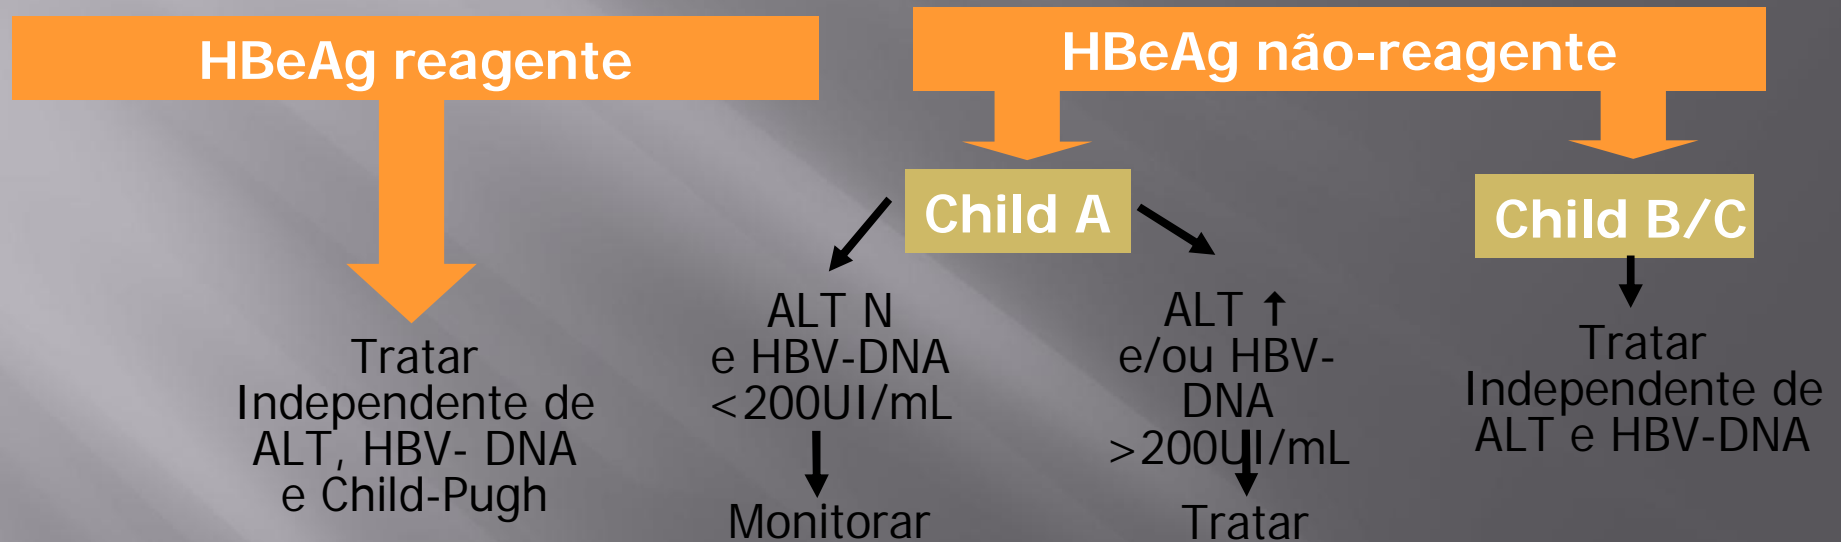 HBeAg reagente
Tratar
Independente de
ALT, HBV- DNA
e Child-Pugh
HBeAg não-reagente
Child A
ALT N
e HBV-DNA
<200UI/mL
Monitorar
ALT ↑
e/ou HBV-
DNA
>200UI/mL
Tratar
Child B/C
Tratar
Independente de
ALT e HBV-DNA